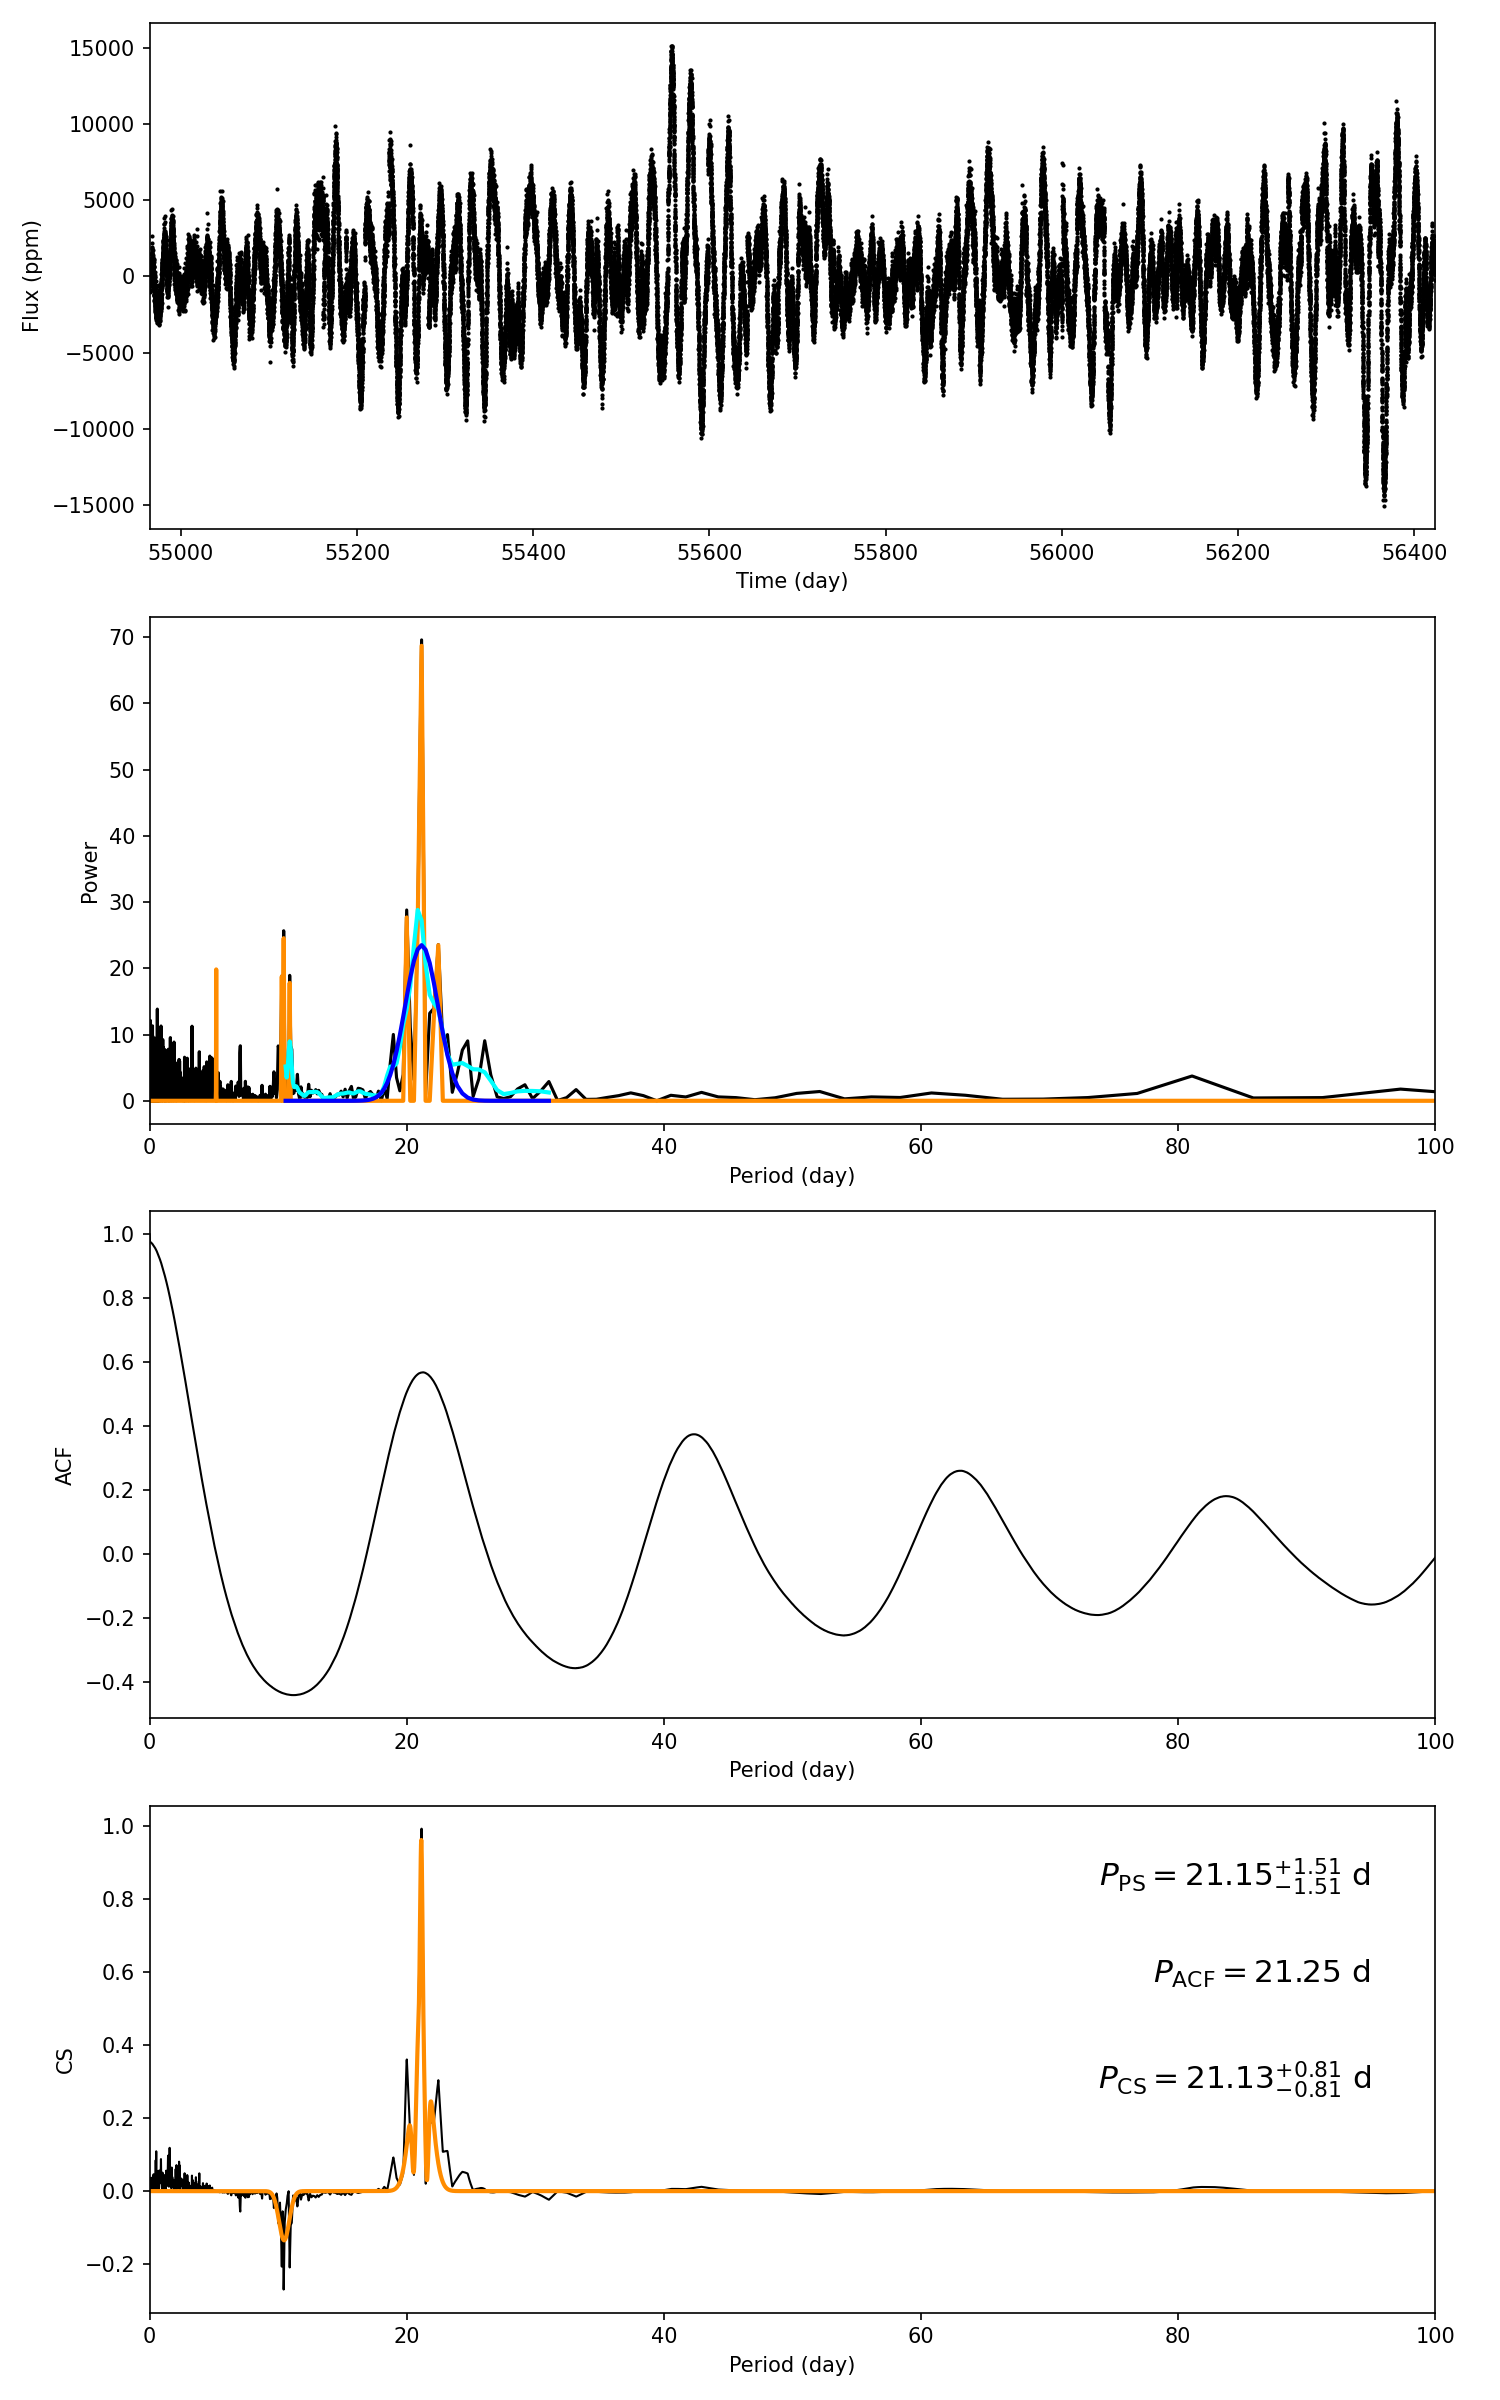 15000
10000
5000
0
−5000
−10000
−15000
Flux (ppm)
55000 55200 55400 55600 55800 56000 56200 56400
Time (day)
70
60
50
40
30
20
10
0
Power
0 20 40 60 80 100
Period (day)
1.0
0.8
0.6
0.4
0.2
0.0
−0.2
−0.4
ACF
0 20 40 60 80 100
Period (day)
1.0
0.8
0.6
0.4
0.2
0.0
−0.2
CS
P_PS = 21.15^{+1.51}_{−1.51} d
P_ACF = 21.25 d
P_CS = 21.13^{+0.81}_{−0.81} d
0 20 40 60 80 100
Period (day)